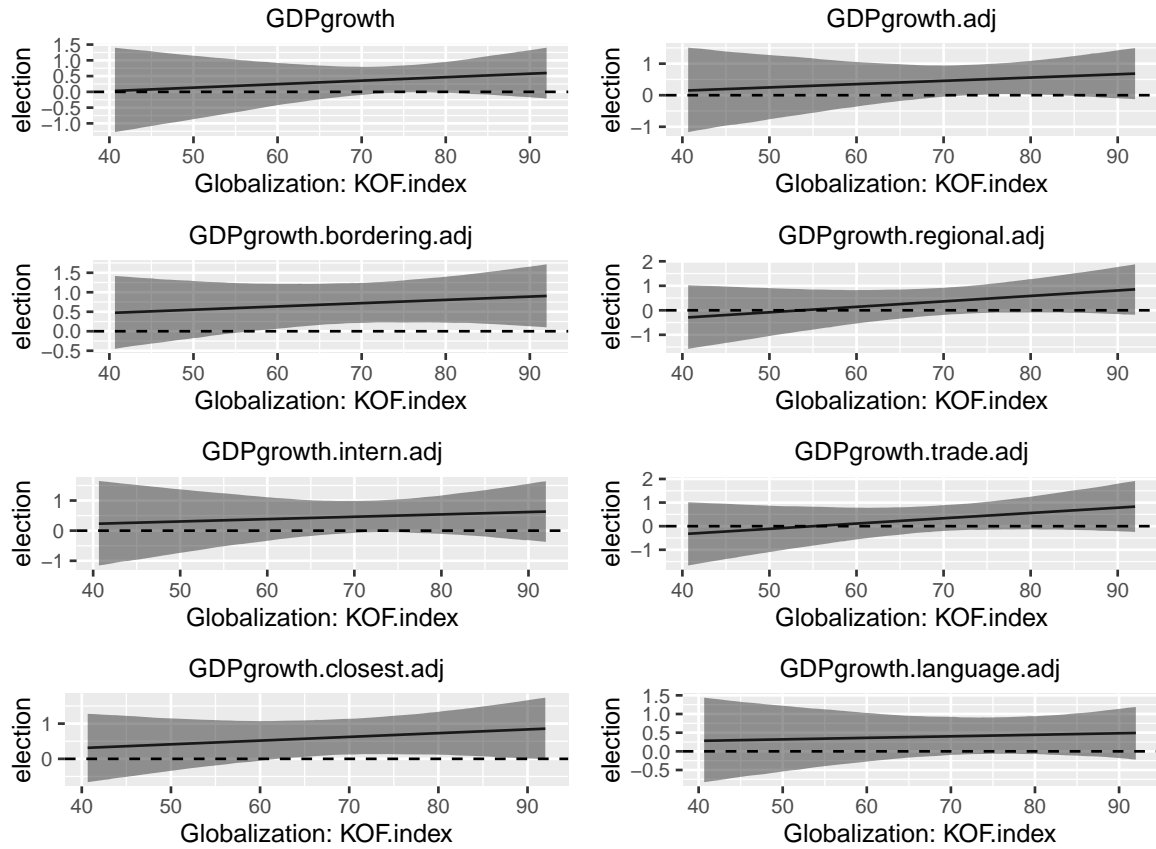 GDPgrowth
election
1.5
1.0
0.5
0.0
−0.5
−1.0
40 50 60 70 80 90
Globalization: KOF.index
GDPgrowth.adj
election
1
0
−1
40 50 60 70 80 90
Globalization: KOF.index
GDPgrowth.bordering.adj
election
1.5
1.0
0.5
0.0
−0.5
40 50 60 70 80 90
Globalization: KOF.index
GDPgrowth.regional.adj
election
2
1
0
−1
40 50 60 70 80 90
Globalization: KOF.index
GDPgrowth.intern.adj
election
1
0
−1
40 50 60 70 80 90
Globalization: KOF.index
GDPgrowth.trade.adj
election
2
1
0
−1
40 50 60 70 80 90
Globalization: KOF.index
GDPgrowth.closest.adj
election
1
0
40 50 60 70 80 90
Globalization: KOF.index
GDPgrowth.language.adj
election
1.5
1.0
0.5
0.0
−0.5
40 50 60 70 80 90
Globalization: KOF.index